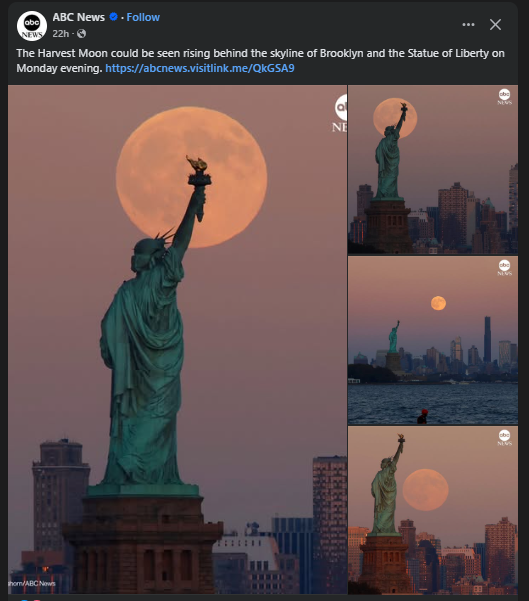 ABC News · Follow
abc
NEWS
22h ·
The Harvest Moon could be seen rising behind the skyline of Brooklyn and the Statue of Liberty on
Monday evening. https://abcnews.visitlink.me/QkGSA9
ab
NE
abc
NEWS
abc
NEWS
abc
NEWS
/ABC News